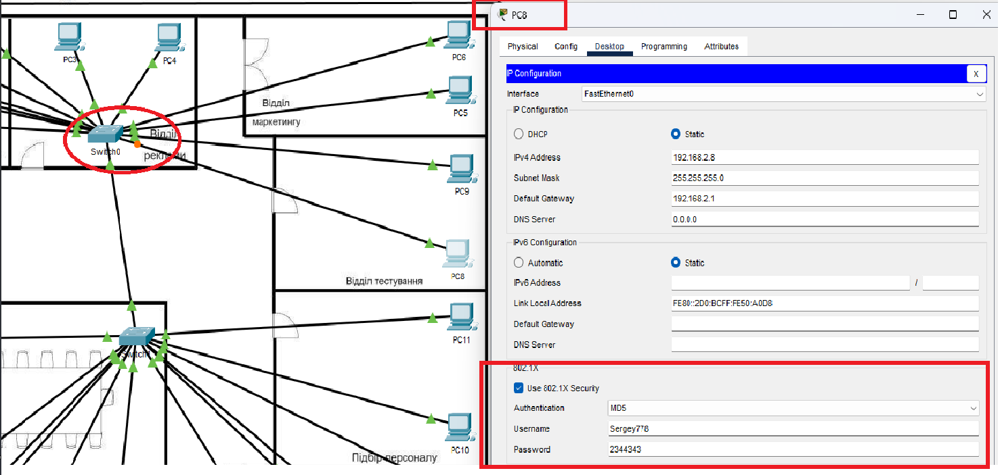 PC3
PC4
Switch0
Відділ
реклами
Відділ
маркетингу
PC6
PC5
PC9
PC8
Відділ тестування
Switch1
PC11
PC10
Підбір персоналу
PC8
Physical Config Desktop Programming Attributes
IP Configuration X
Interface FastEthernet0
IP Configuration
DHCP Static
IPv4 Address 192.168.2.8
Subnet Mask 255.255.255.0
Default Gateway 192.168.2.1
DNS Server 0.0.0.0
IPv6 Configuration
Automatic Static
IPv6 Address /
Link Local Address FE80::2D0:BCFF:FE50:A0D8
Default Gateway
DNS Server
802.1X
Use 802.1X Security
Authentication MD5
Username Sergey778
Password 2344343